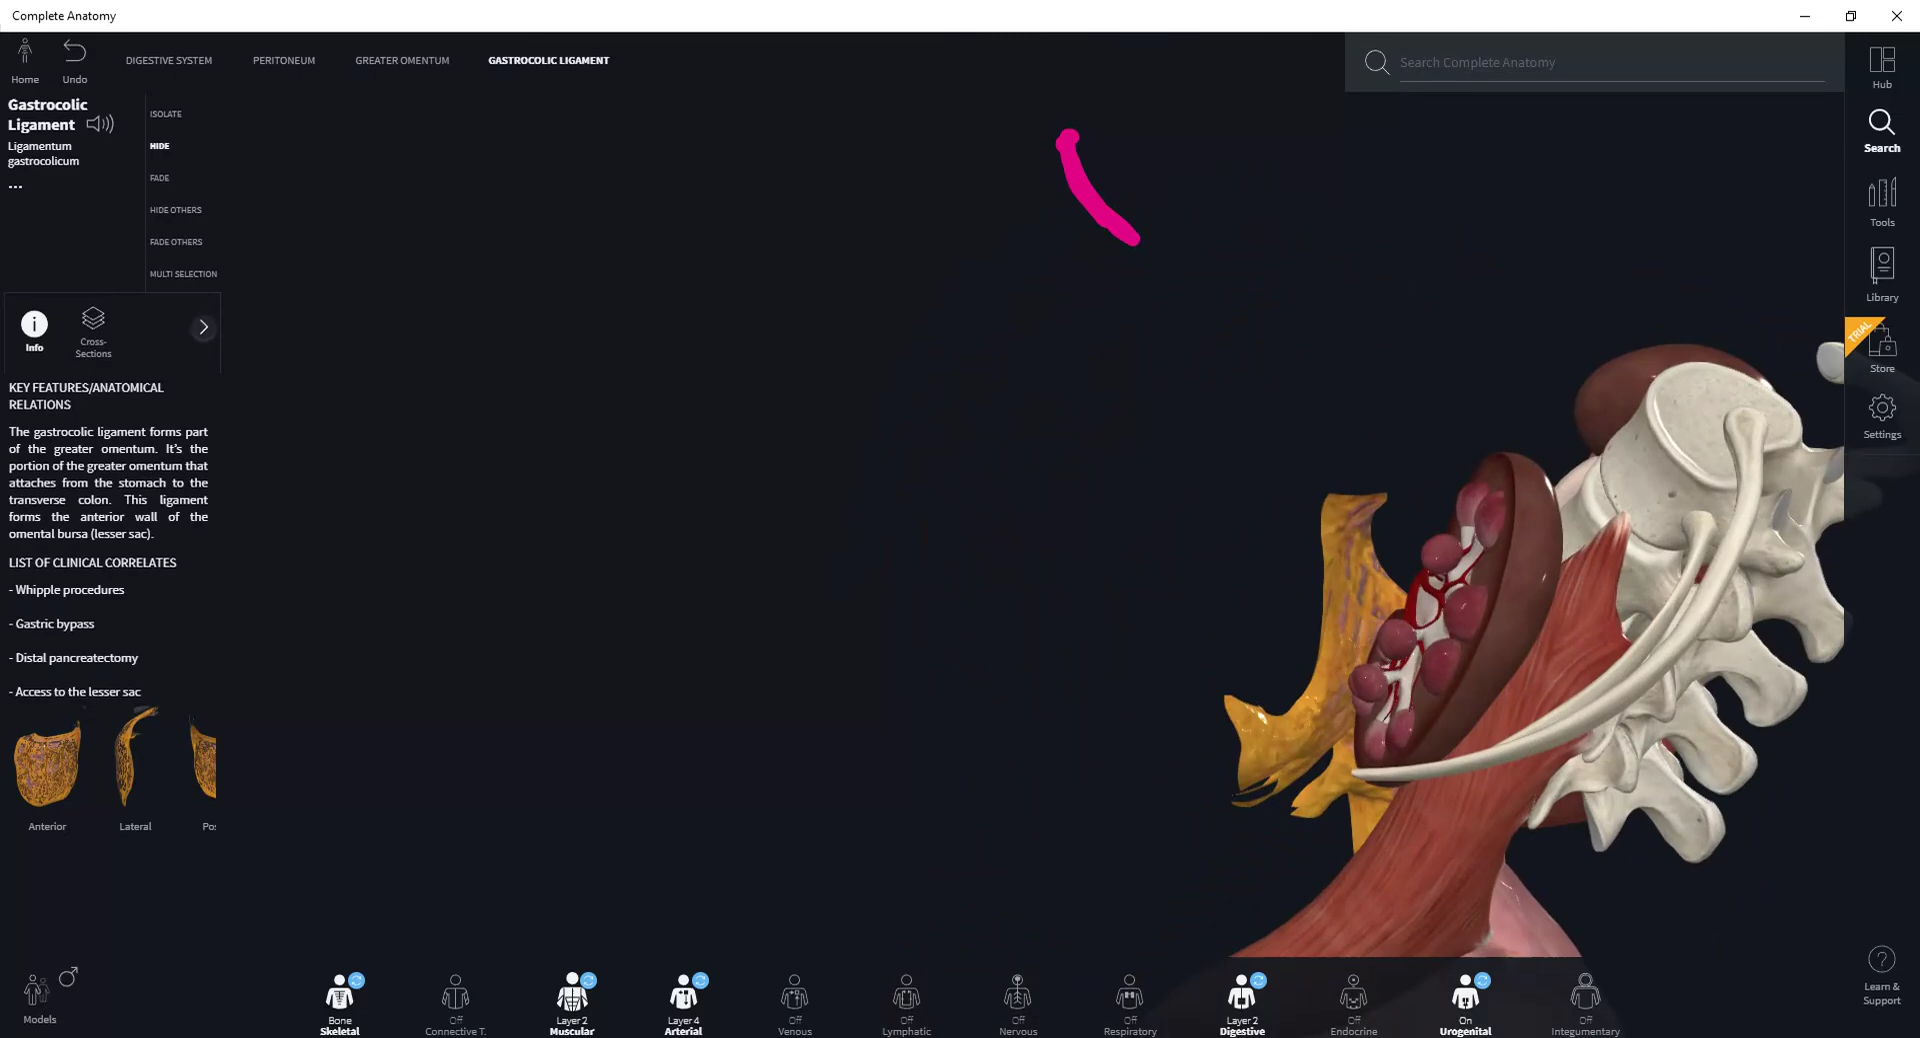 Complete Anatomy
Home
Undo
DIGESTIVE SYSTEM
PERITONEUM
GREATER OMENTUM
GASTROCOLIC LIGAMENT
Search Complete Anatomy
Gastrocolic
Ligament
Ligamentum
gastrocolicum
...
ISOLATE
HIDE
FADE
HIDE OTHERS
FADE OTHERS
MULTI SELECTION
Info
Cross-
Sections
KEY FEATURES/ANATOMICAL
RELATIONS
The gastrocolic ligament forms part
of the greater omentum. It's the
portion of the greater omentum that
attaches from the stomach to the
transverse colon. This ligament
forms the anterior wall of the
omental bursa (lesser sac).
LIST OF CLINICAL CORRELATES
- Whipple procedures
- Gastric bypass
- Distal pancreatectomy
- Access to the lesser sac
Anterior
Lateral
Pos
Hub
Search
Tools
Library
TRIAL
Store
Settings
Learn &
Support
Models
Bone
Skeletal
Off
Connective T.
Layer 2
Muscular
Layer 4
Arterial
Off
Venous
Off
Lymphatic
Off
Nervous
Off
Respiratory
Layer 2
Digestive
Off
Endocrine
On
Urogenital
Off
Integumentary